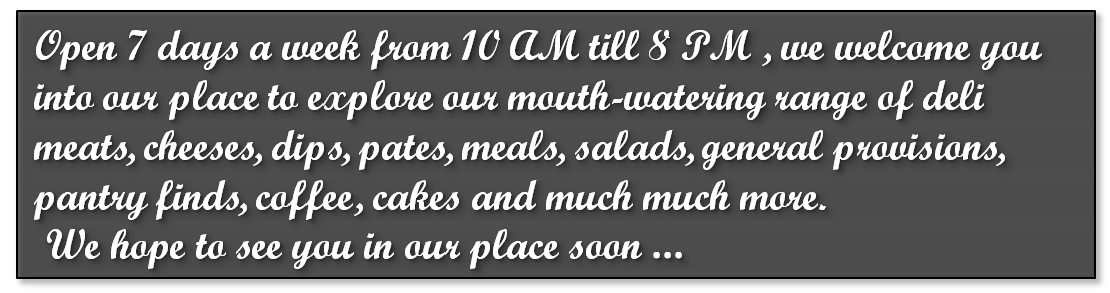 Open 7 days a week from 10 AM till 8 PM , we welcome you
into our place to explore our mouth-watering range of deli
meats, cheeses, dips, pates, meals, salads, general provisions,
pantry finds, coffee, cakes and much much more.
We hope to see you in our place soon ...